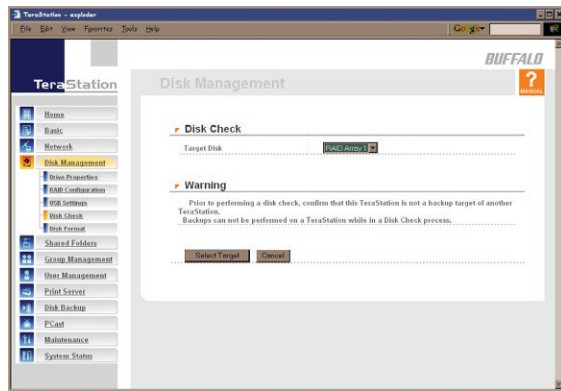 TeraStation - exploder
File Edit View Fporites Tools Help
BUFFALO
TeraStation
Disk Management
?
MANUAL
Home
Basic
Network
Disk Management
Drive Properties
RAID Configuration
USB Settings
Disk Check
Disk Format
Shared Folders
Group Management
User Management
Print Server
Disk Backup
PCast
Maintenance
System Status
Disk Check
Target Disk
RAID Array 1
Warning
Prior to performing a disk check, confirm that this TeraStation is not a backup target of another
TeraStation.
Backups can not be performed on a TeraStation while in a Disk Check process.
Select Target Cancel